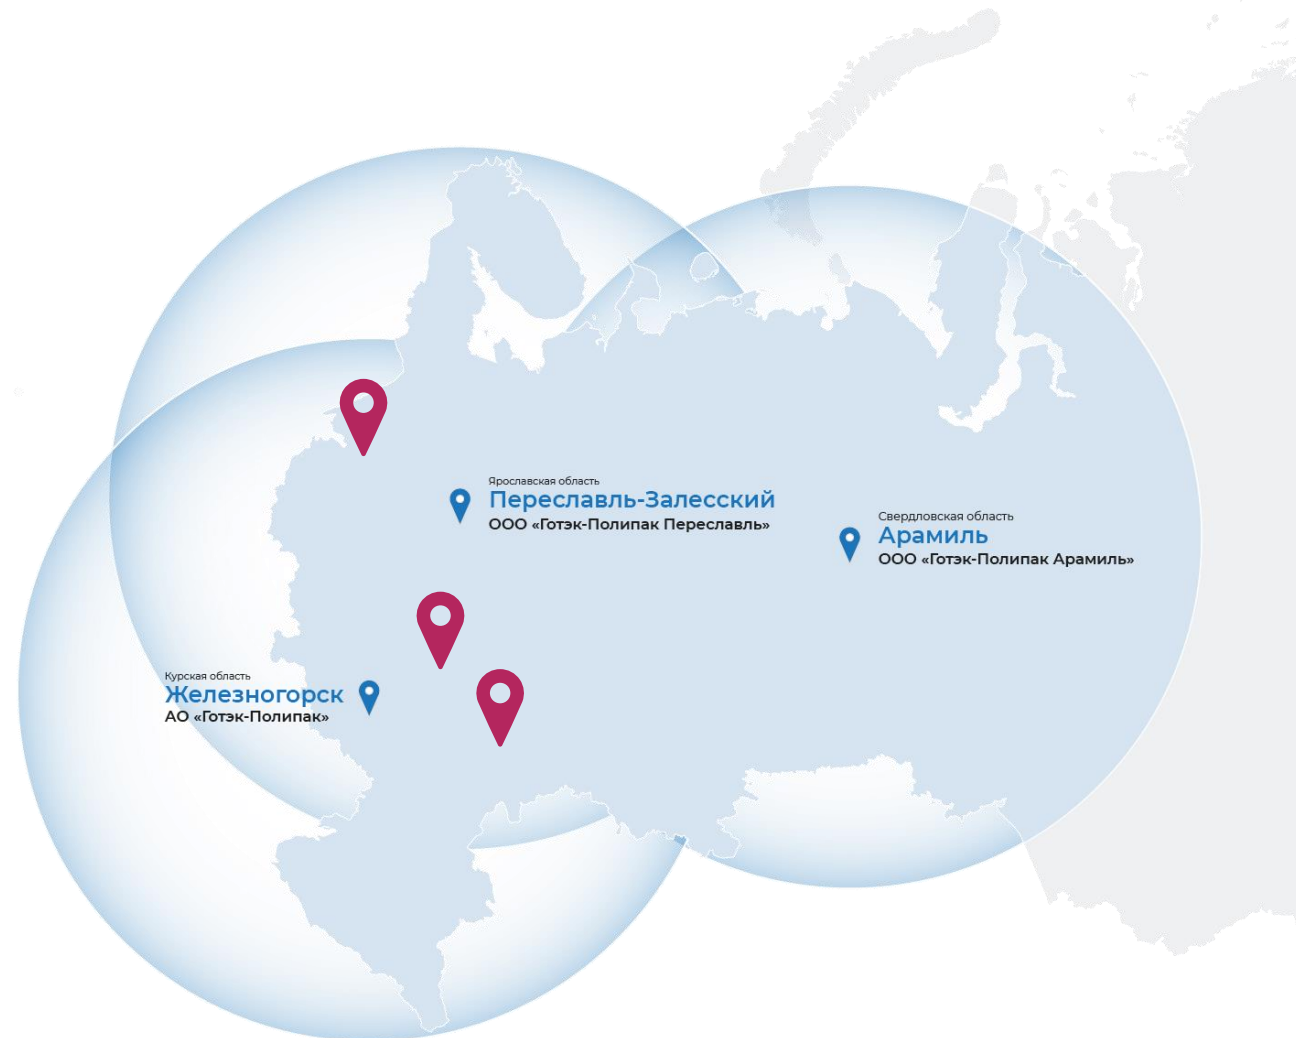 Ярославская область
Переславль-Залесский
ООО «Готэк-Полипак Переславль»
Свердловская область
Арамиль
ООО «Готэк-Полипак Арамиль»
Курская область
Железногорск
АО «Готэк-Полипак»